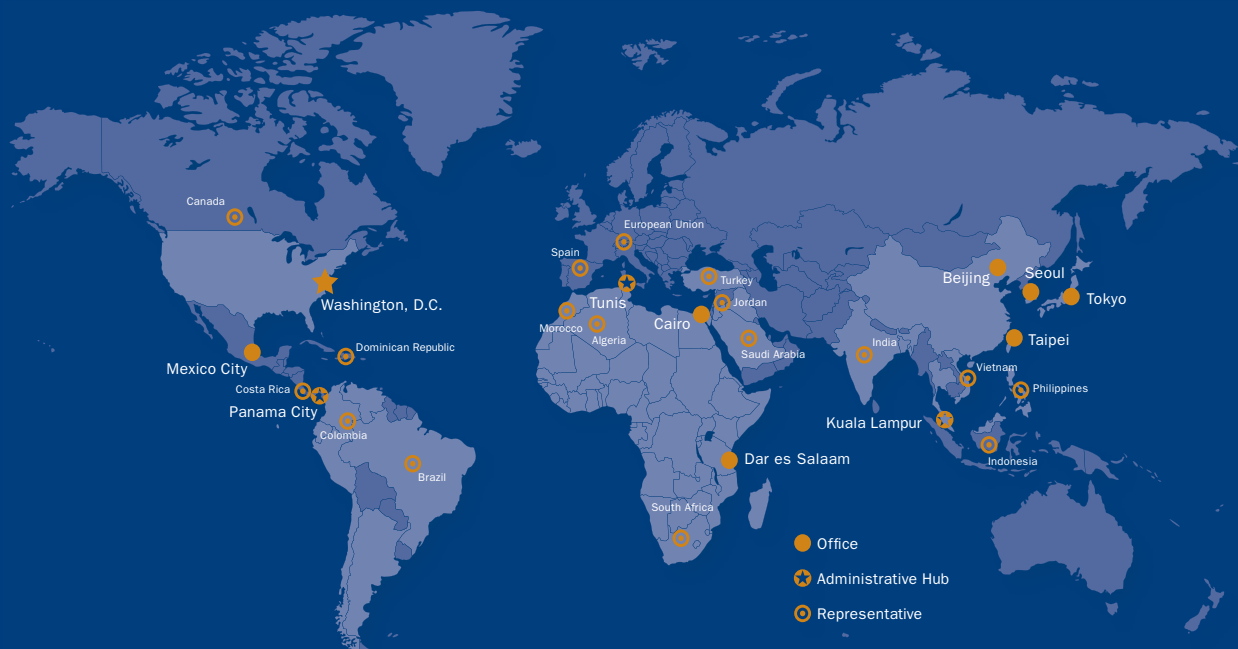 Canada
European Union
Spain
Beijing
Seoul
Turkey
Washington, D.C.
Tunis
Jordan
Tokyo
Morocco
Cairo
Algeria
Taipei
India
Dominican Republic
Saudi Arabia
Mexico City
Vietnam
Costa Rica
Philippines
Panama City
Kuala Lampur
Colombia
Dar es Salaam
Indonesia
Brazil
South Africa
Office
Administrative Hub
Representative